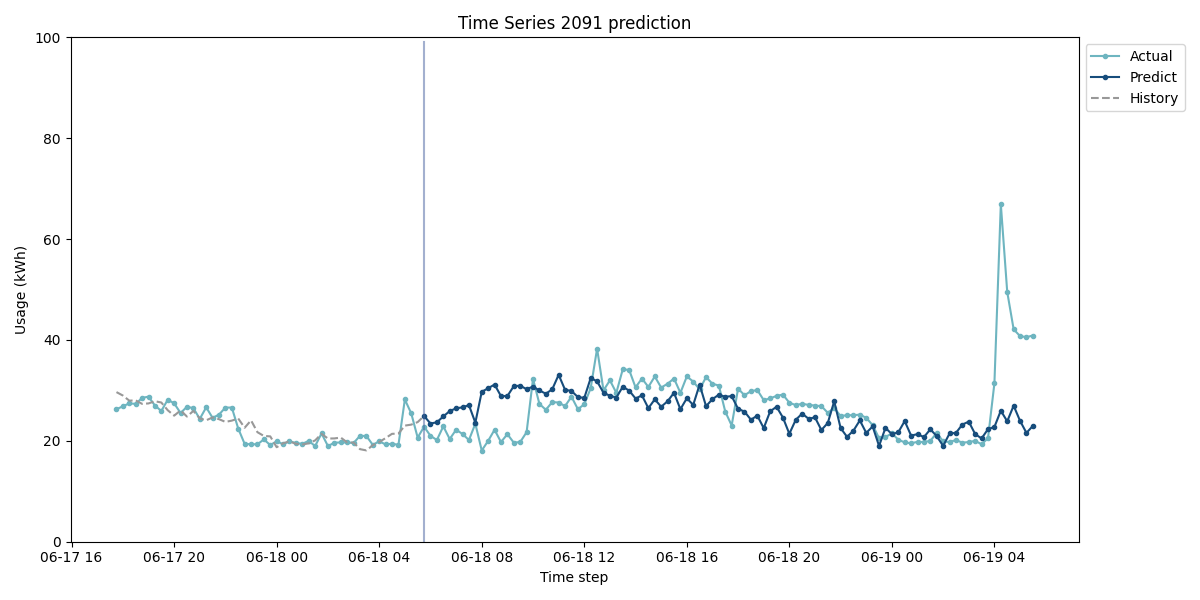 Time Series 2091 prediction
100
80
60
40
20
0
Usage (kWh)
06-17 16
06-17 20
06-18 00
06-18 04
06-18 08
06-18 12
06-18 16
06-18 20
06-19 00
06-19 04
Time step
Actual
Predict
History